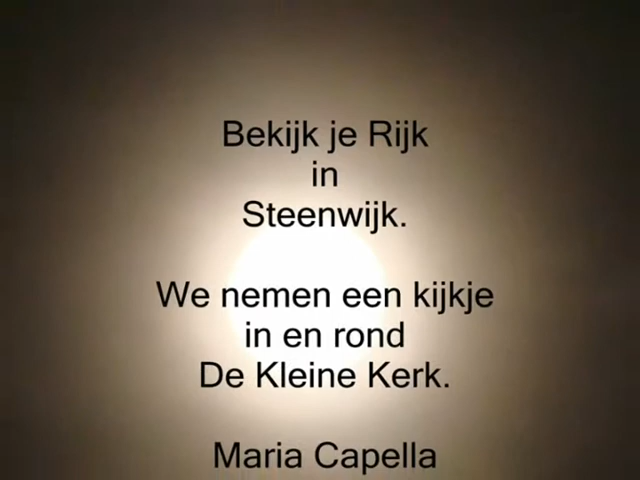 Bekijk je Rijk
in
Steenwijk.
We nemen een kijkje
in en rond
De Kleine Kerk.
Maria Capella